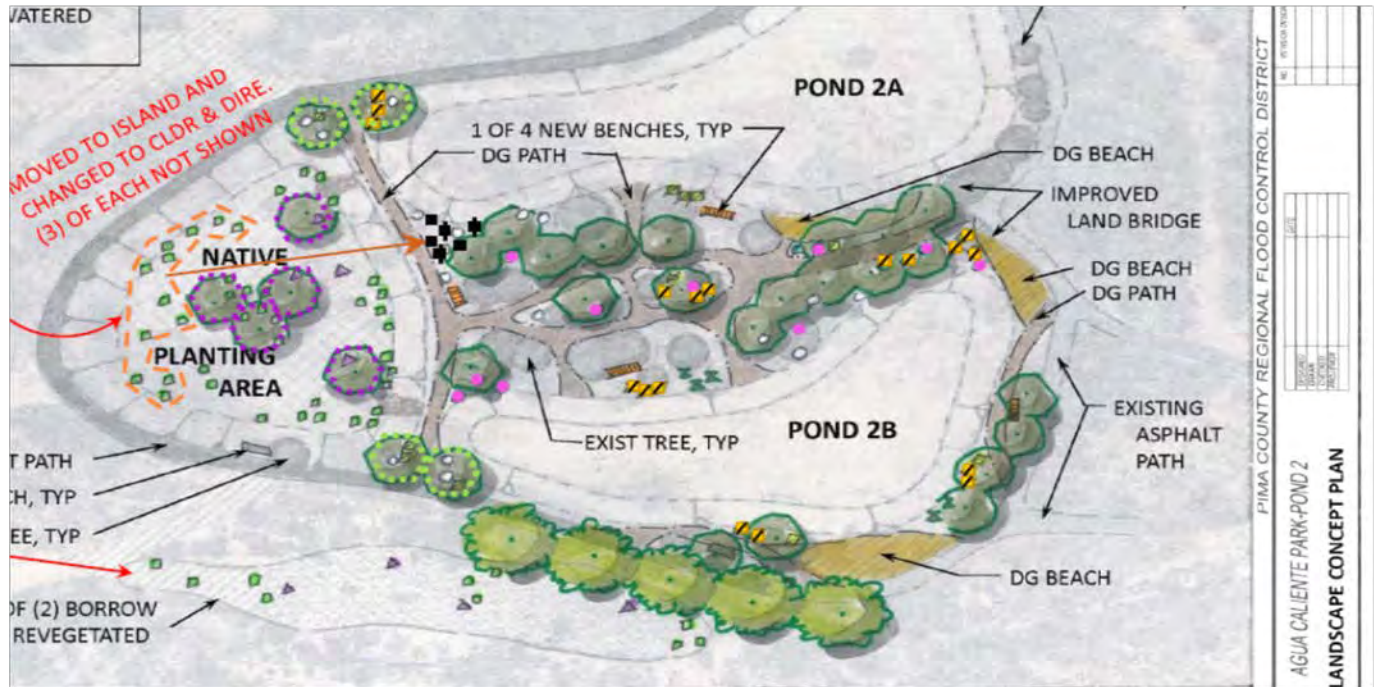 WATERED
MOVED TO ISLAND AND
CHANGED TO CLDR & DIRE.
(3) OF EACH NOT SHOWN
POND 2A
1 OF 4 NEW BENCHES, TYP
DG PATH
DG BEACH
IMPROVED
LAND BRIDGE
NATIVE
PLANTING
AREA
DG BEACH
DG PATH
EXIST TREE, TYP
POND 2B
EXISTING
ASPHALT
PATH
T PATH
CH, TYP
EE, TYP
DG BEACH
OF (2) BORROW
REVEGETATED
PIMA COUNTY REGIONAL FLOOD CONTROL DISTRICT
AGUA CALIENTE PARK-POND 2
LANDSCAPE CONCEPT PLAN
NO.
DATE